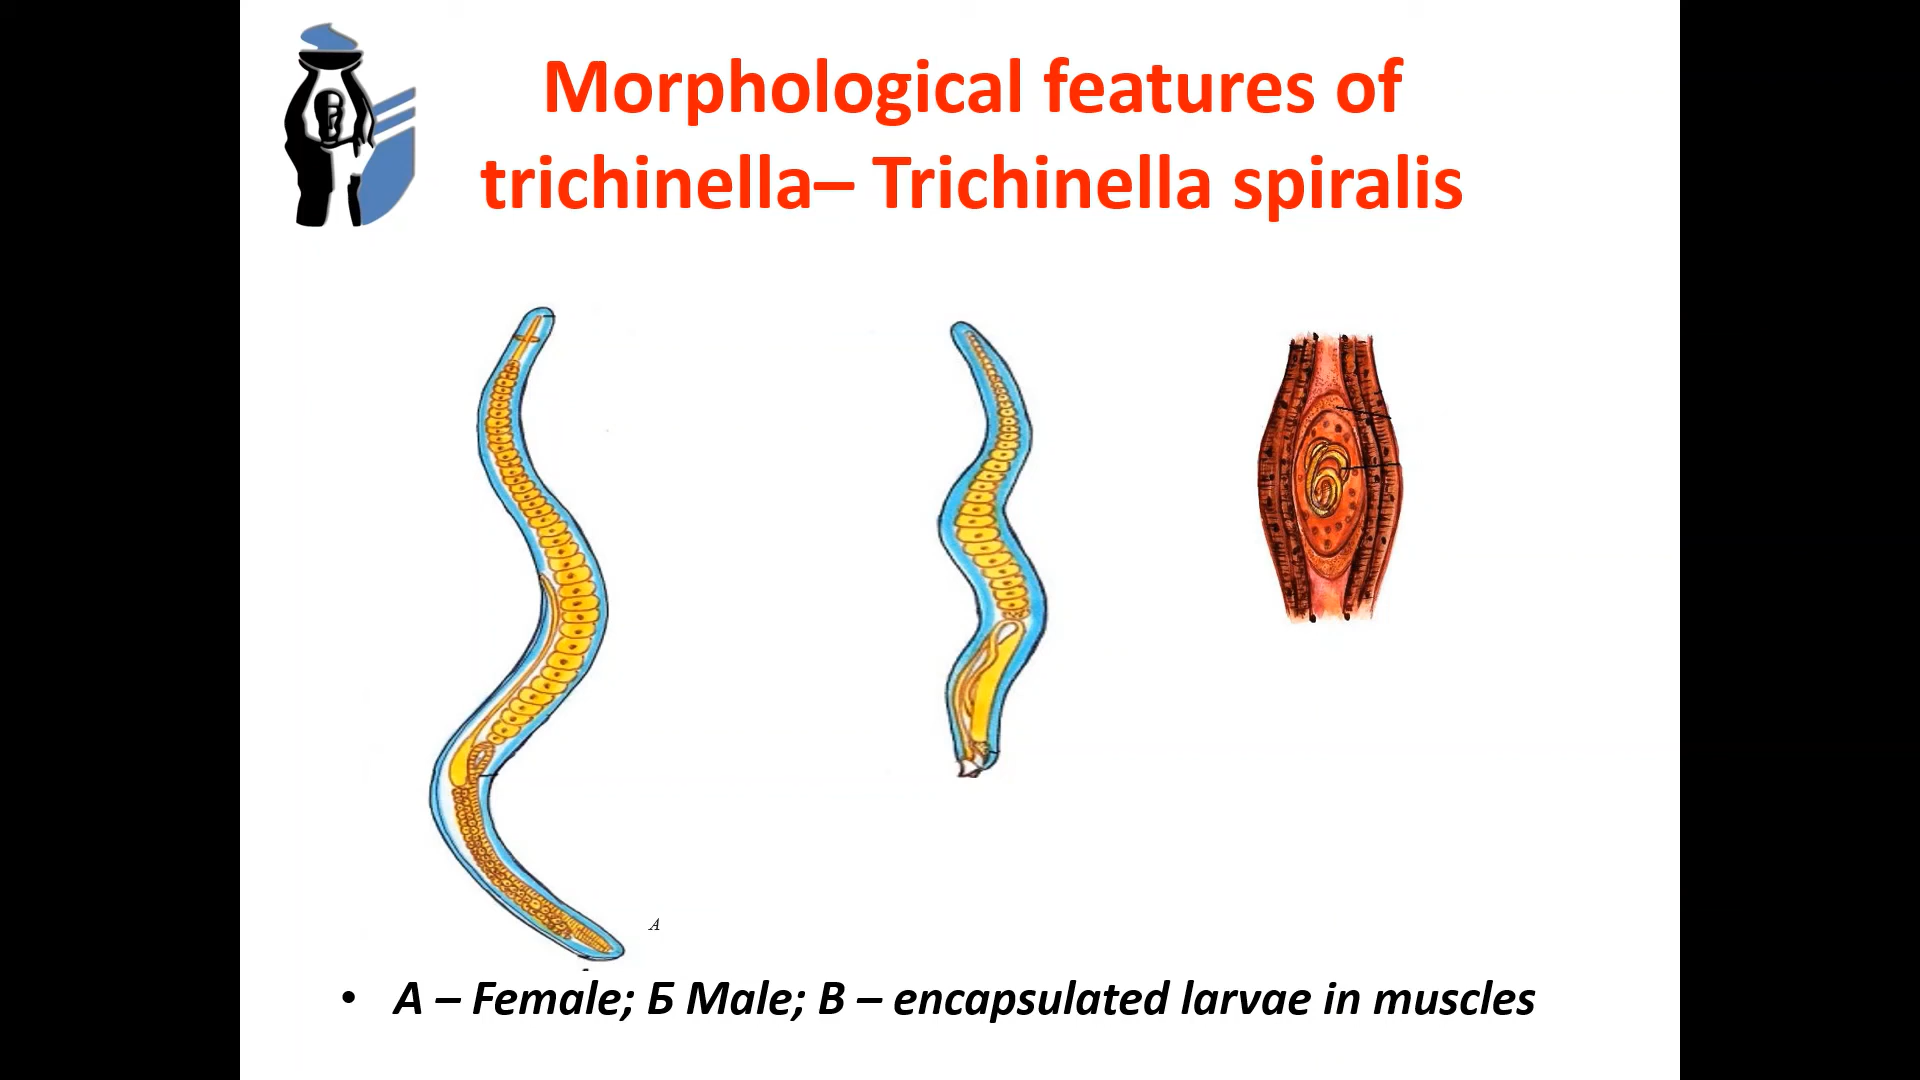 Morphological features of
trichinella– Trichinella spiralis
A
• А – Female; Б Male; В – encapsulated larvae in muscles